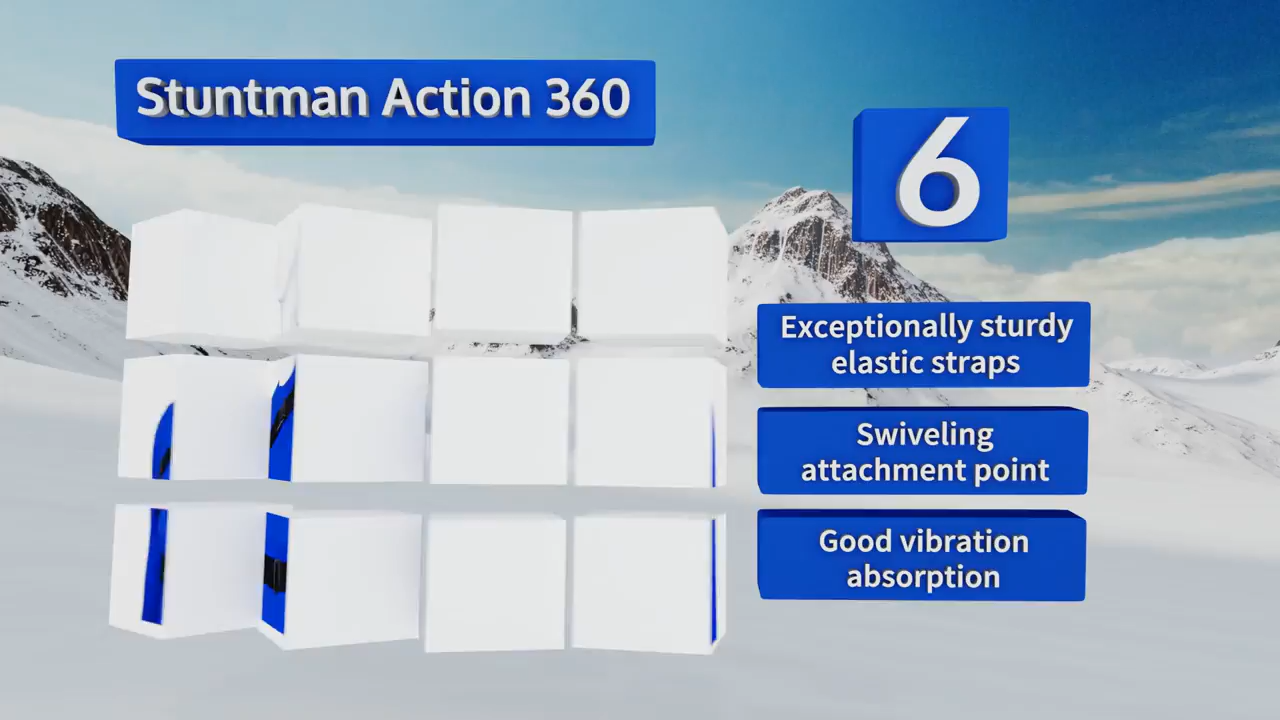 Stuntman Action 360
6
Exceptionally sturdy
elastic straps
Swiveling
attachment point
Good vibration
absorption